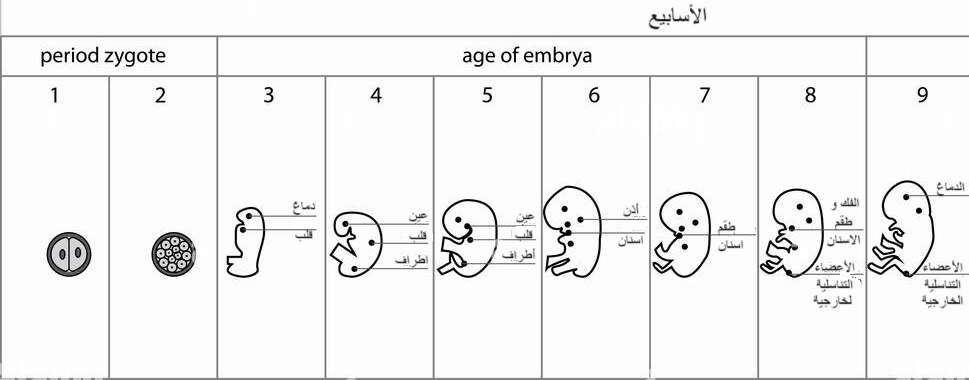 الأسابيع
period zygote
age of embrya
1
2
3
4
5
6
7
8
9
دماغ
قلب
عين
قلب
اطراف
عين
قلب
أطراف
أذن
اسنان
طقم
اسنان
الفك و
طقم
الاسنان
الأعضاء
التناسلية
لخارجية
الدماغ
الأعضاء
التناسلية
الخارجية